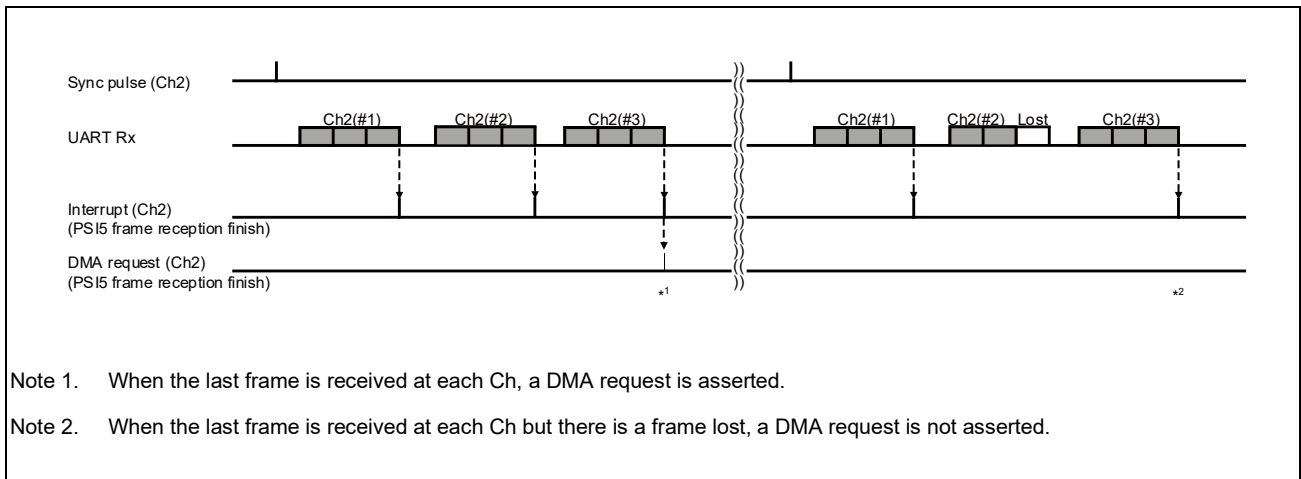 Sync pulse (Ch2)
UART Rx
Ch2(#1) Ch2(#2) Ch2(#3) Ch2(#1) Ch2(#2) Lost Ch2(#3)
Interrupt (Ch2)
(PSI5 frame reception finish)
DMA request (Ch2)
(PSI5 frame reception finish)
*1 *2
Note 1. When the last frame is received at each Ch, a DMA request is asserted.
Note 2. When the last frame is received at each Ch but there is a frame lost, a DMA request is not asserted.